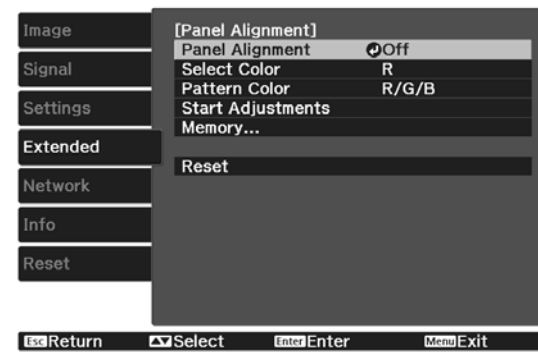 Image
Signal
Settings
Extended
Network
Info
Reset
[Panel Alignment]
Panel Alignment Off
Select Color R
Pattern Color R/G/B
Start Adjustments
Memory...
Reset
Esc Return Select Enter Enter Menu Exit